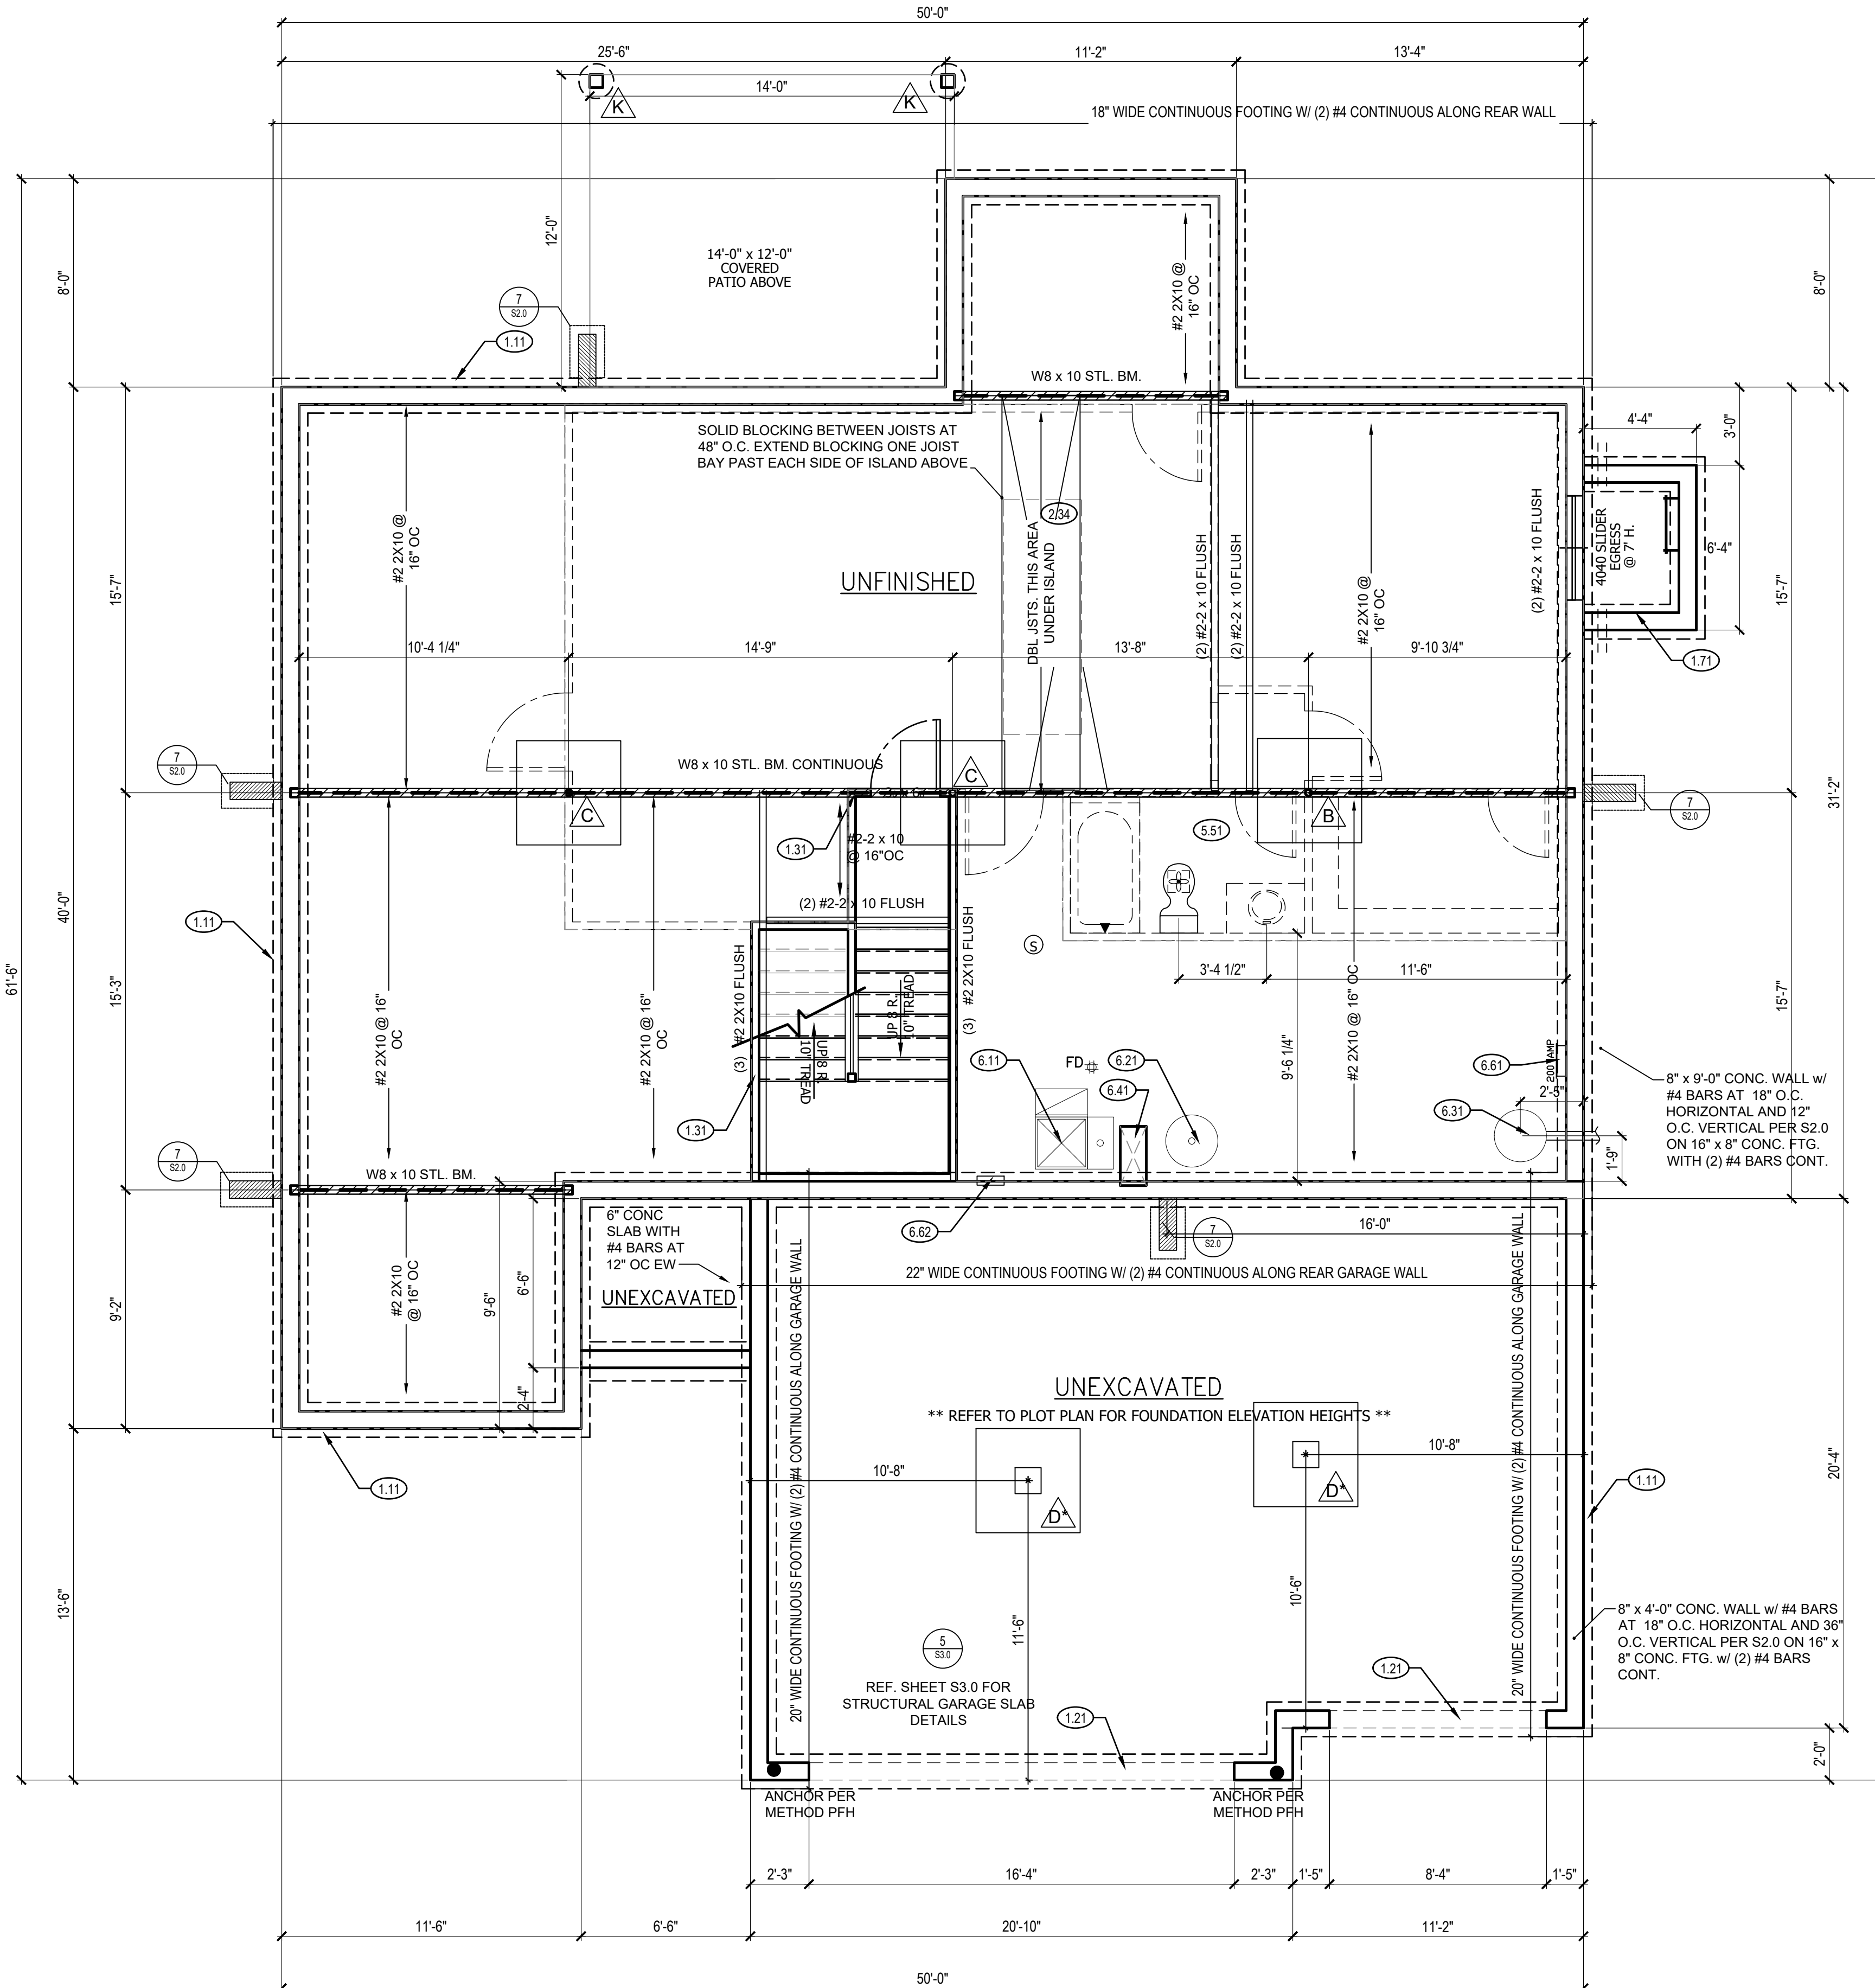 50'-0"
25'-6"
11'-2"
13'-4"
14'-0"
K
K
18" WIDE CONTINUOUS FOOTING W/ (2) #4 CONTINUOUS ALONG REAR WALL
12'-0"
14'-0" x 12'-0"
COVERED
PATIO ABOVE
#2 2X10 @
16" OC
8'-0"
8'-0"
7
S2.0
1.11
W8 x 10 STL. BM.
4'-4"
3'-0"
SOLID BLOCKING BETWEEN JOISTS AT
48" O.C. EXTEND BLOCKING ONE JOIST
BAY PAST EACH SIDE OF ISLAND ABOVE
2.34
#2 2X10 @
16" OC
UNFINISHED
DBL JSTS. THIS AREA
UNDER ISLAND
(2) #2-2 x 10 FLUSH
(2) #2-2 x 10 FLUSH
#2 2X10 @
16" OC
(2) #2-2 x 10 FLUSH
4040 SLIDER
EGRESS
@ 7' H.
6'-4"
1.71
15'-7"
15'-7"
10'-4 1/4"
14'-9"
13'-8"
9'-10 3/4"
7
S2.0
W8 x 10 STL. BM. CONTINUOUS
C
C
B
7
S2.0
31'-2"
1.31
#2-2 x 10
@ 16"OC
5.51
(2) #2-2 x 10 FLUSH
40'-0"
1.11
61'-6"
15'-3"
#2 2X10 @ 16"
OC
#2 2X10 @ 16"
OC
(3) #2 2X10 FLUSH
UP 8 R.
10" TREAD
UP 8 R.
10" TREAD
(3) #2 2X10 FLUSH
S
3'-4 1/2"
11'-6"
9'-6 1/4"
#2 2X10 @ 16" OC
15'-7"
6.11
FD
6.21
6.41
6.61
200 AMP
2'-5"
6.31
1'-9"
8" x 9'-0" CONC. WALL w/
#4 BARS AT 18" O.C.
HORIZONTAL AND 12"
O.C. VERTICAL PER S2.0
ON 16" x 8" CONC. FTG.
WITH (2) #4 BARS CONT.
1.31
7
S2.0
W8 x 10 STL. BM.
6" CONC
SLAB WITH
#4 BARS AT
12" OC EW
UNEXCAVATED
6.62
7
S2.0
16'-0"
22" WIDE CONTINUOUS FOOTING W/ (2) #4 CONTINUOUS ALONG REAR GARAGE WALL
9'-2"
#2 2X10
@ 16" OC
9'-6"
6'-6"
2'-4"
20" WIDE CONTINUOUS FOOTING W/ (2) #4 CONTINUOUS ALONG GARAGE WALL
20" WIDE CONTINUOUS FOOTING W/ (2) #4 CONTINUOUS ALONG GARAGE WALL
UNEXCAVATED
** REFER TO PLOT PLAN FOR FOUNDATION ELEVATION HEIGHTS **
10'-8"
10'-8"
D*
D*
1.11
1.11
20'-4"
13'-6"
11'-6"
10'-6"
8" x 4'-0" CONC. WALL w/ #4 BARS
AT 18" O.C. HORIZONTAL AND 36"
O.C. VERTICAL PER S2.0 ON 16" x
8" CONC. FTG. w/ (2) #4 BARS
CONT.
5
S3.0
REF. SHEET S3.0 FOR
STRUCTURAL GARAGE SLAB
DETAILS
1.21
1.21
2'-0"
ANCHOR PER
METHOD PFH
ANCHOR PER
METHOD PFH
2'-3"
16'-4"
2'-3"
1'-5"
8'-4"
1'-5"
11'-6"
6'-6"
20'-10"
11'-2"
50'-0"